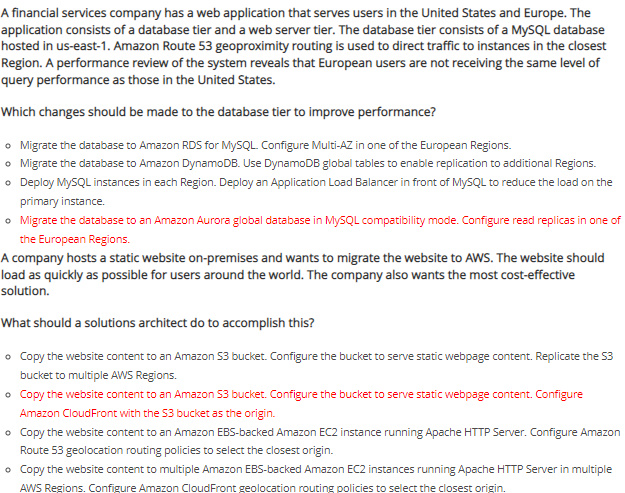 A financial services company has a web application that serves users in the United States and Europe. The
application consists of a database tier and a web server tier. The database tier consists of a MySQL database
hosted in us-east-1. Amazon Route 53 geoproximity routing is used to direct traffic to instances in the closest
Region. A performance review of the system reveals that European users are not receiving the same level of
query performance as those in the United States.
Which changes should be made to the database tier to improve performance?
Migrate the database to Amazon RDS for MySQL. Configure Multi-AZ in one of the European Regions.
Migrate the database to Amazon DynamoDB. Use DynamoDB global tables to enable replication to additional Regions.
Deploy MySQL instances in each Region. Deploy an Application Load Balancer in front of MySQL to reduce the load on the
primary instance.
Migrate the database to an Amazon Aurora global database in MySQL compatibility mode. Configure read replicas in one of
the European Regions.
A company hosts a static website on-premises and wants to migrate the website to AWS. The website should
load as quickly as possible for users around the world. The company also wants the most cost-effective
solution.
What should a solutions architect do to accomplish this?
Copy the website content to an Amazon S3 bucket. Configure the bucket to serve static webpage content. Replicate the S3
bucket to multiple AWS Regions.
Copy the website content to an Amazon S3 bucket. Configure the bucket to serve static webpage content. Configure
Amazon CloudFront with the S3 bucket as the origin.
Copy the website content to an Amazon EBS-backed Amazon EC2 instance running Apache HTTP Server. Configure Amazon
Route 53 geolocation routing policies to select the closest origin.
Copy the website content to multiple Amazon EBS-backed Amazon EC2 instances running Apache HTTP Server in multiple
AWS Regions. Configure Amazon CloudFront geolocation routing policies to select the closest origin.